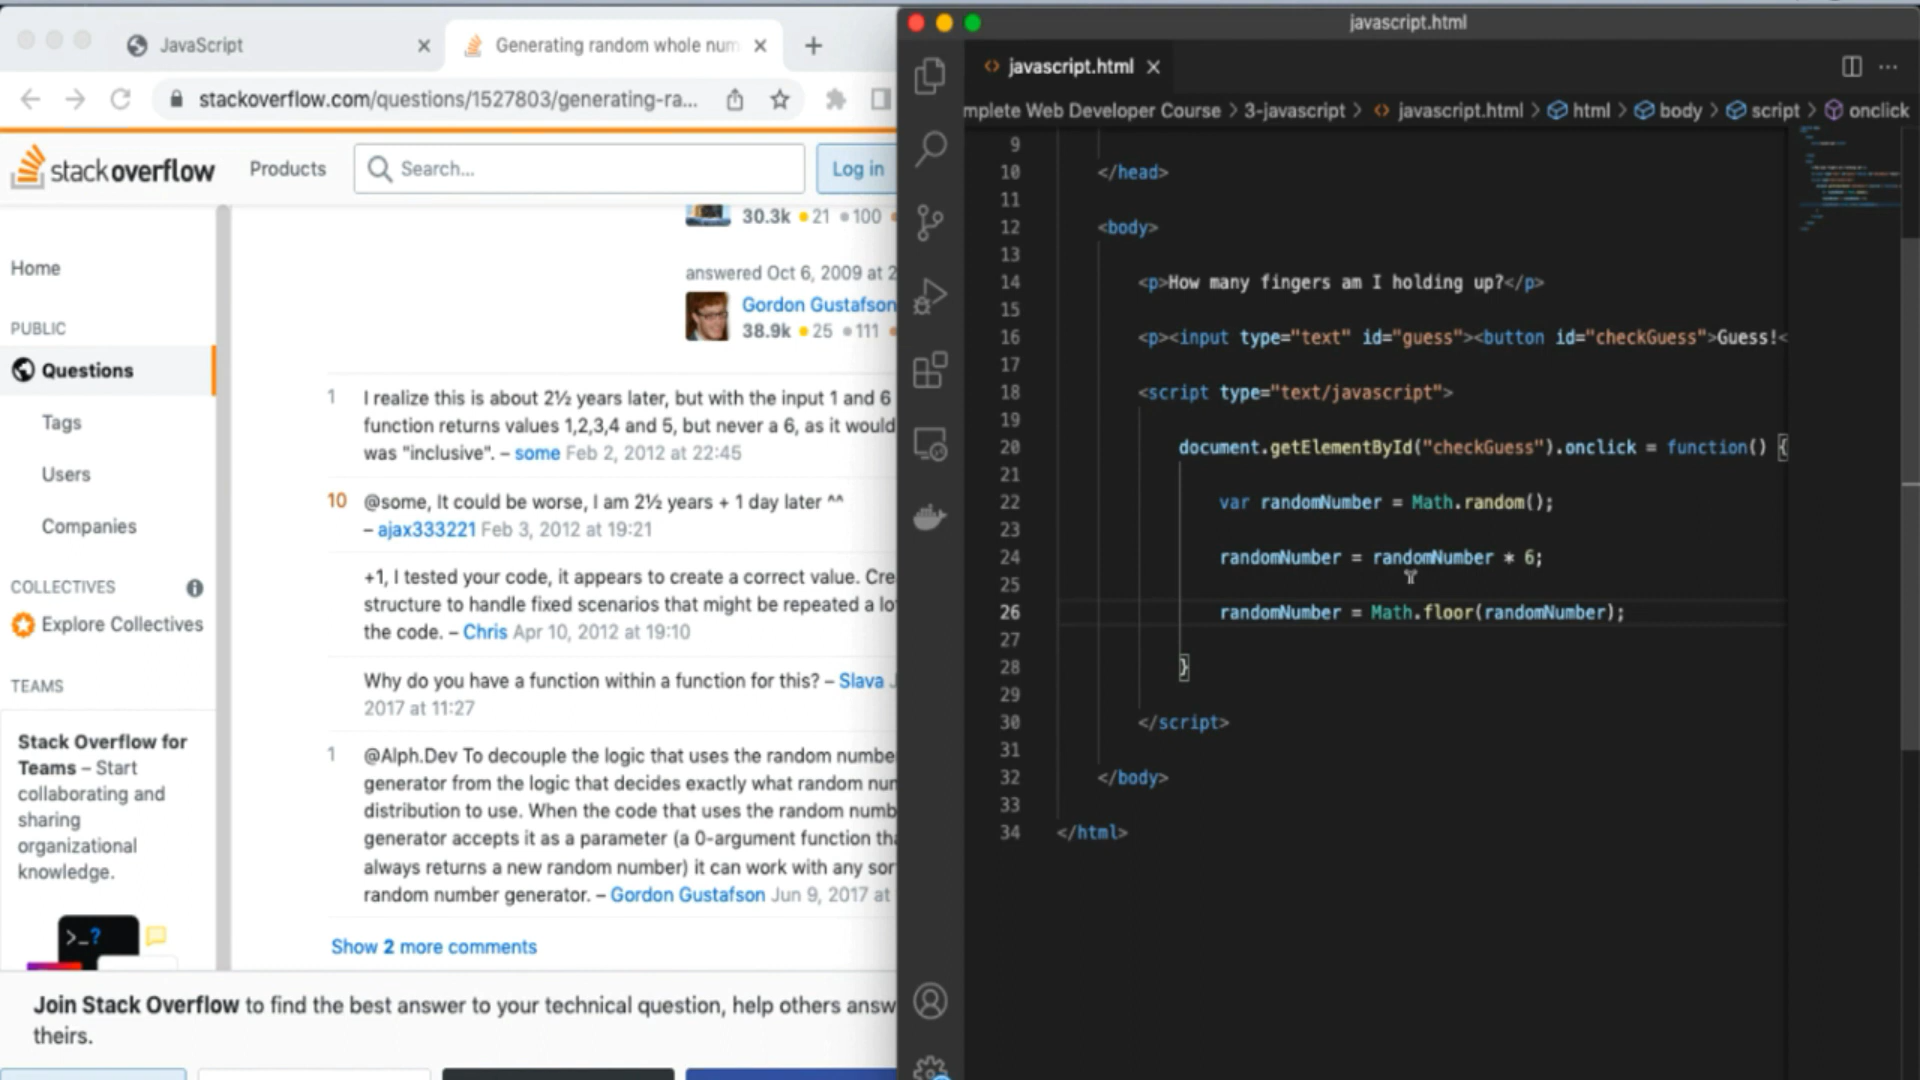 JavaScript
Generating random whole num
stackoverflow.com/questions/1527803/generating-ra...
stackoverflow
Products
Search...
Log in
Home
PUBLIC
Questions
Tags
Users
Companies
COLLECTIVES
Explore Collectives
TEAMS
Stack Overflow for
Teams – Start
collaborating and
sharing
organizational
knowledge.
>_?
30.3k 21 100
answered Oct 6, 2009 at 2
Gordon Gustafson
38.9k 25 111
1 I realize this is about 2½ years later, but with the input 1 and 6
function returns values 1,2,3,4 and 5, but never a 6, as it would
was "inclusive". – some Feb 2, 2012 at 22:45
10 @some, It could be worse, I am 2½ years + 1 day later ^^
– ajax333221 Feb 3, 2012 at 19:21
+1, I tested your code, it appears to create a correct value. Cre
structure to handle fixed scenarios that might be repeated a lo
the code. – Chris Apr 10, 2012 at 19:10
Why do you have a function within a function for this? – Slava
2017 at 11:27
1 @Alph.Dev To decouple the logic that uses the random numbe
generator from the logic that decides exactly what random nun
distribution to use. When the code that uses the random numb
generator accepts it as a parameter (a 0-argument function tha
always returns a new random number) it can work with any sor
random number generator. – Gordon Gustafson Jun 9, 2017 at
Show 2 more comments
Join Stack Overflow to find the best answer to your technical question, help others answ
theirs.
javascript.html
javascript.html
mplete Web Developer Course > 3-javascript > javascript.html > html > body > script > onclick
9
10 </head>
11
12 <body>
13
14 <p>How many fingers am I holding up?</p>
15
16 <p><input type="text" id="guess"><button id="checkGuess">Guess!<
17
18 <script type="text/javascript">
19
20 document.getElementById("checkGuess").onclick = function() {
21
22 var randomNumber = Math.random();
23
24 randomNumber = randomNumber * 6;
25
26 randomNumber = Math.floor(randomNumber);
27
28 }
29
30 </script>
31
32 </body>
33
34 </html>